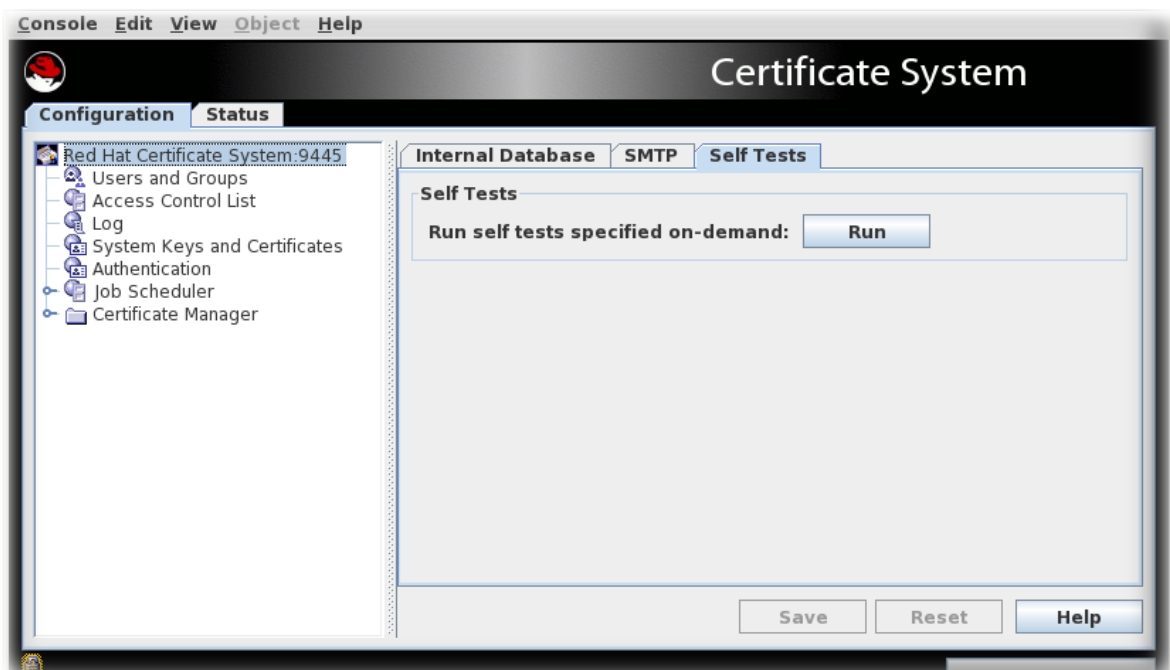 Console Edit View Object Help
Certificate System
Configuration Status
Red Hat Certificate System:9445
Users and Groups
Access Control List
Log
System Keys and Certificates
Authentication
Job Scheduler
Certificate Manager
Internal Database SMTP Self Tests
Self Tests
Run self tests specified on-demand: Run
Save Reset Help